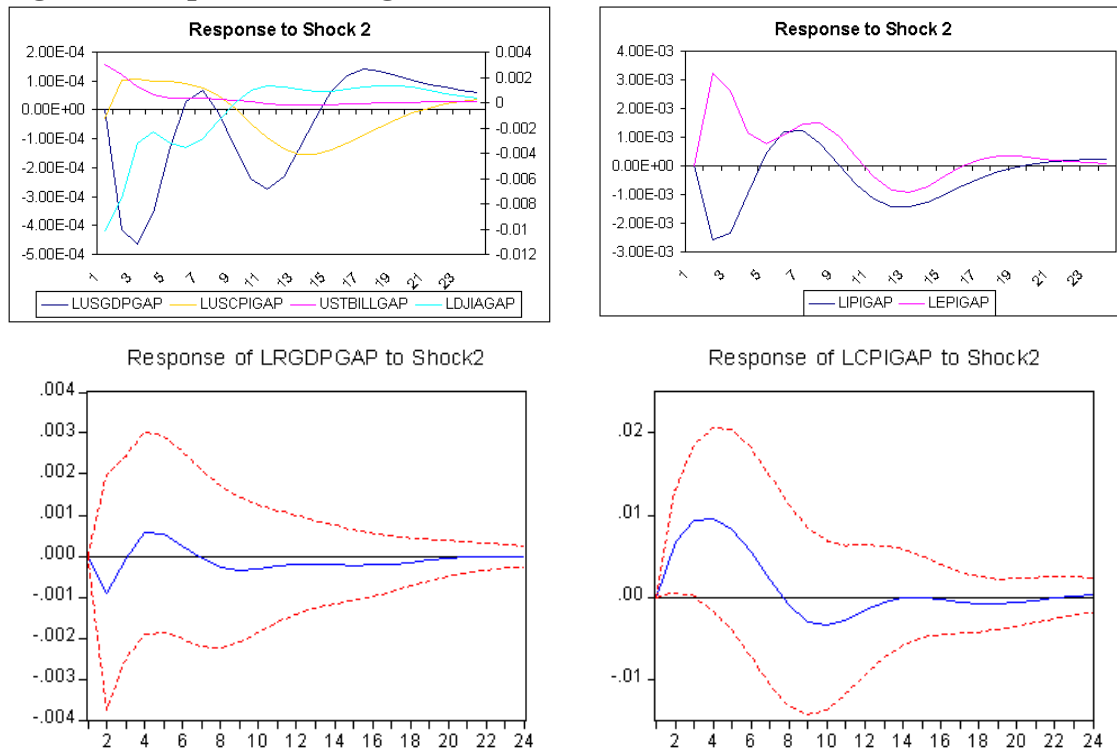 Response to Shock 2
2.00E-04
1.00E-04
0.00E+00
-1.00E-04
-2.00E-04
-3.00E-04
-4.00E-04
-5.00E-04
0.004
0.002
0
-0.002
-0.004
-0.006
-0.008
-0.01
-0.012
1 3 5 7 9 11 13 15 17 19 21 23
LUSGDPGAP LUSCPIGAP USTBILLGAP LDJIAGAP
Response to Shock 2
4.00E-03
3.00E-03
2.00E-03
1.00E-03
0.00E+00
-1.00E-03
-2.00E-03
-3.00E-03
1 3 5 7 9 11 13 15 17 19 21 23
LIPIGAP LEPIGAP
Response of LRGDPGAP to Shock2
.004
.003
.002
.001
.000
-.001
-.002
-.003
-.004
2 4 6 8 10 12 14 16 18 20 22 24
Response of LCPIGAP to Shock2
.02
.01
.00
-.01
2 4 6 8 10 12 14 16 18 20 22 24